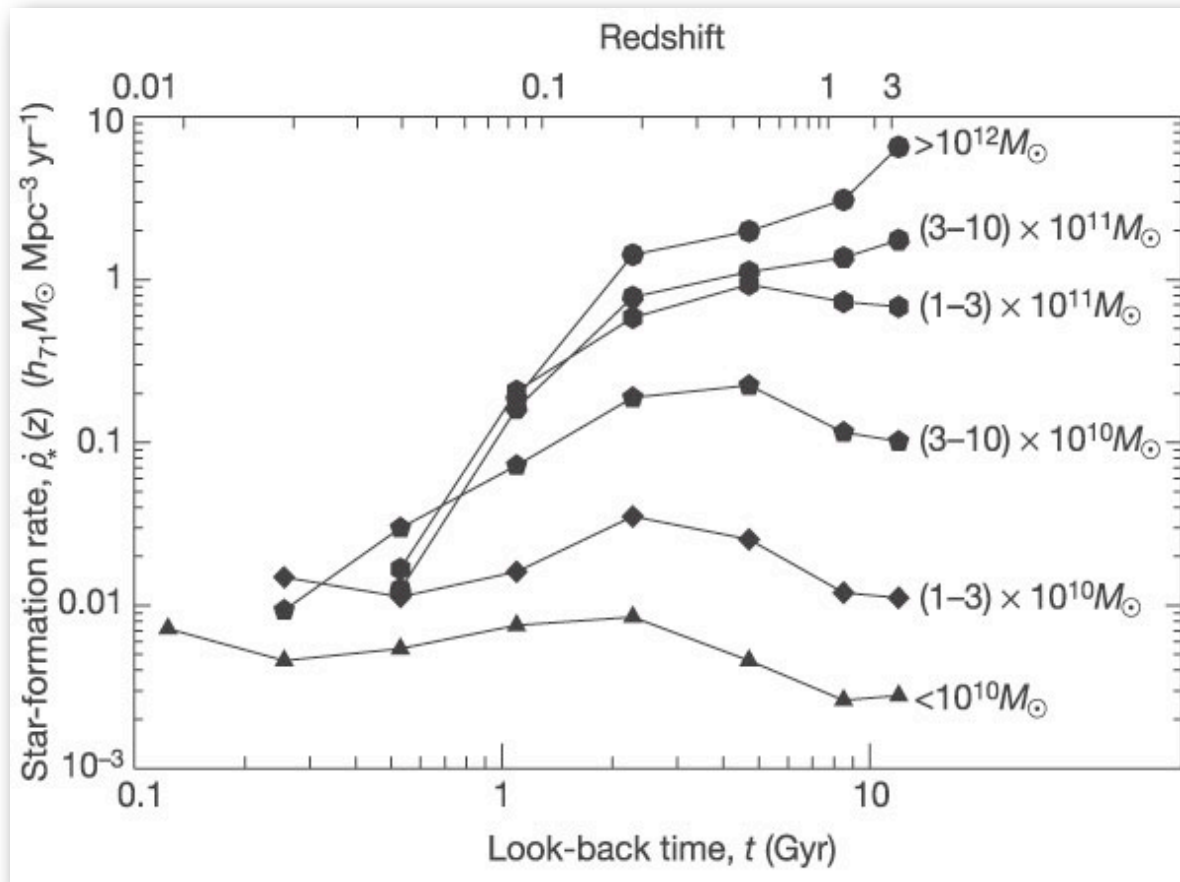 Redshift
0.01 0.1 1 3
10
1
0.1
0.01
10⁻³
Star-formation rate, ρ̇*(z) (h₇₁M☉ Mpc⁻³ yr⁻¹)
>10¹²M☉
(3–10) × 10¹¹M☉
(1–3) × 10¹¹M☉
(3–10) × 10¹⁰M☉
(1–3) × 10¹⁰M☉
<10¹⁰M☉
0.1 1 10
Look-back time, t (Gyr)